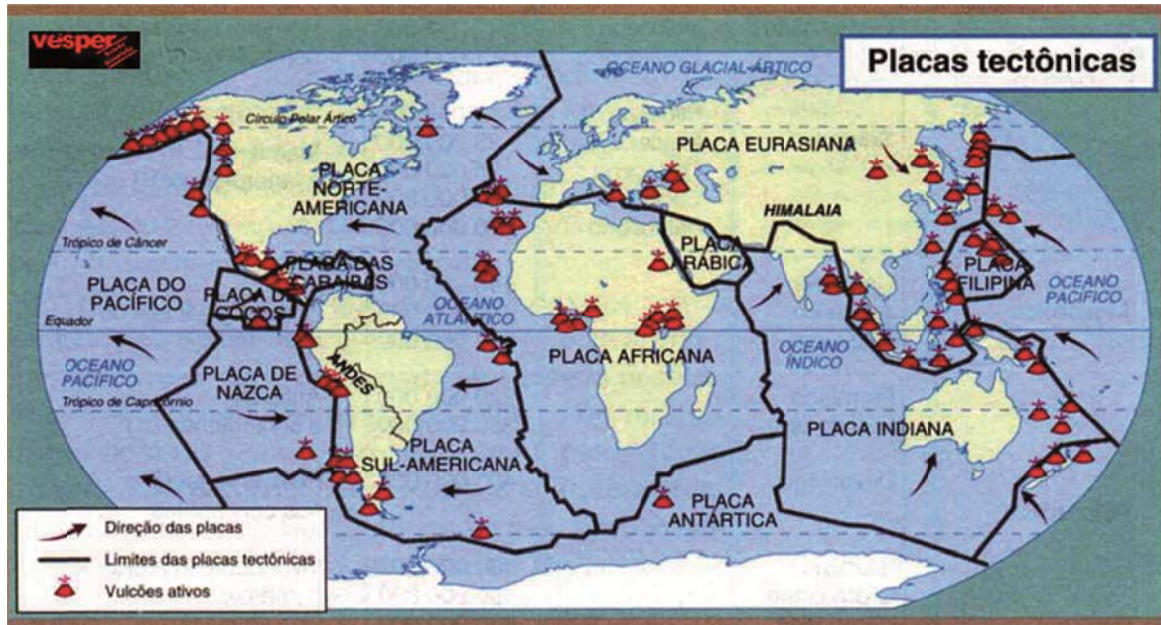 vésper
Placas tectônicas
OCEANO GLACIAL ÁRTICO
Círculo Polar Ártico
PLACA
NORTE-
AMERICANA
PLACA EURASIANA
HIMALAIA
Trópico de Câncer
PLACA DAS
CARAÍBAS
PLACA
ARÁBICA
PLACA
FILIPINA
PLACA DO
PACÍFICO
PLACA DE
COCOS
OCEANO
ATLÂNTICO
OCEANO
PACÍFICO
Equador
PLACA AFRICANA
OCEANO
ÍNDICO
OCEANO
PACÍFICO
ANDES
PLACA DE
NAZCA
Trópico de Capricórnio
PLACA
SUL-AMERICANA
PLACA INDIANA
PLACA
ANTÁRTICA
Direção das placas
Limites das placas tectônicas
Vulcões ativos